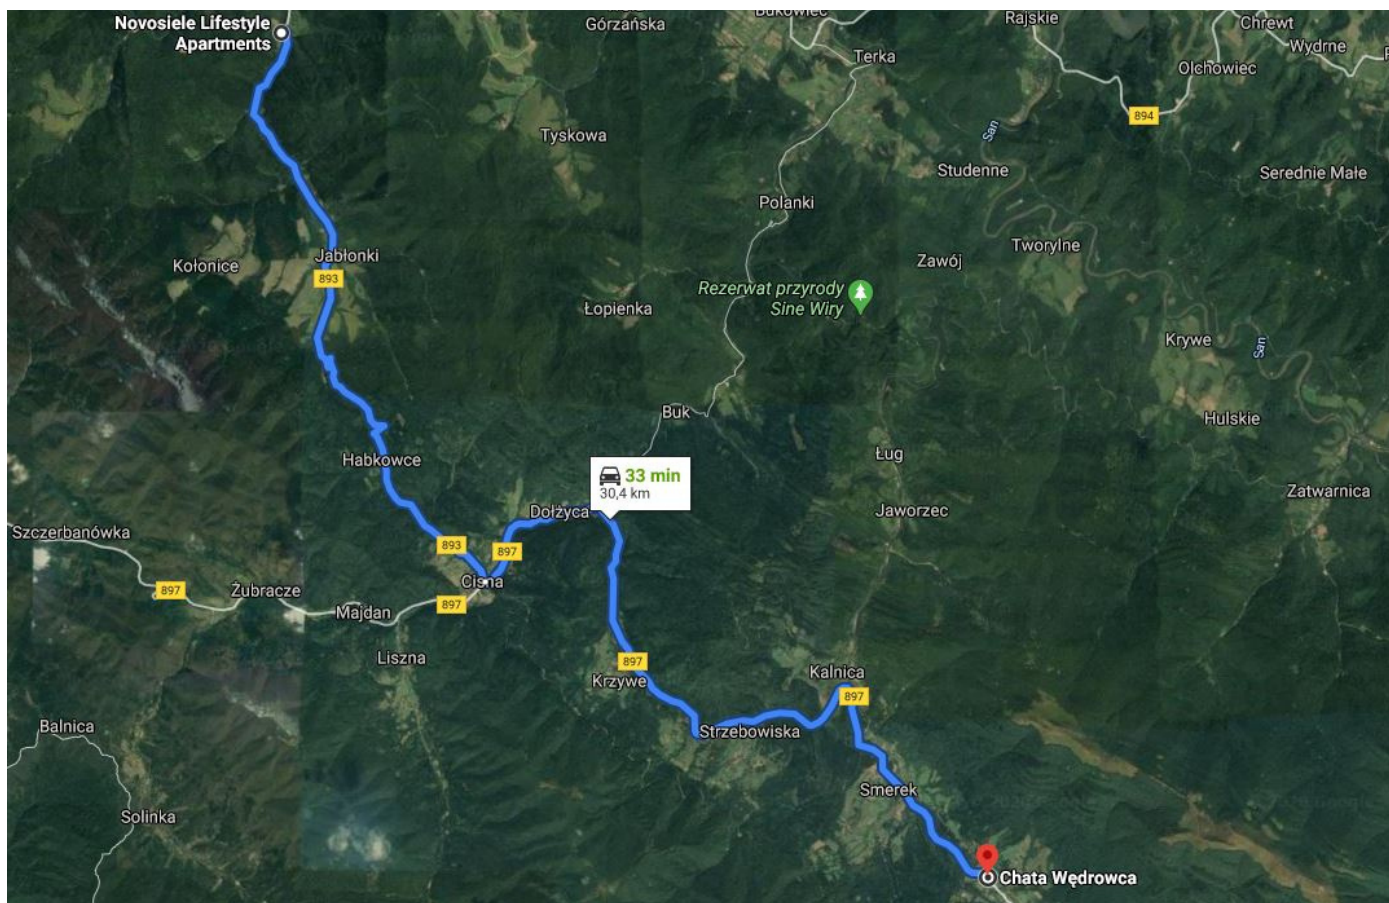 Novosiele Lifestyle
Apartments
Górzańska
Rajskie
Chrewt
Wydrne
Terka
Olchowiec
894
San
Tyskowa
Studenne
Serednie Małe
Polanki
Jabłonki
Kołonice
893
Tworylne
Zawój
Rezerwat przyrody
Sine Wiry
Łopienka
Krywe
San
Buk
Hulskie
Habkowce
Ług
33 min
30,4 km
Zatwarnica
Dołżyca
Jaworzec
Szczerbanówka
893
897
Cisna
897
Żubracze
897
Majdan
Liszna
897
Krzywe
Kalnica
897
Balnica
Strzebowiska
Smerek
Solinka
Chata Wędrowca